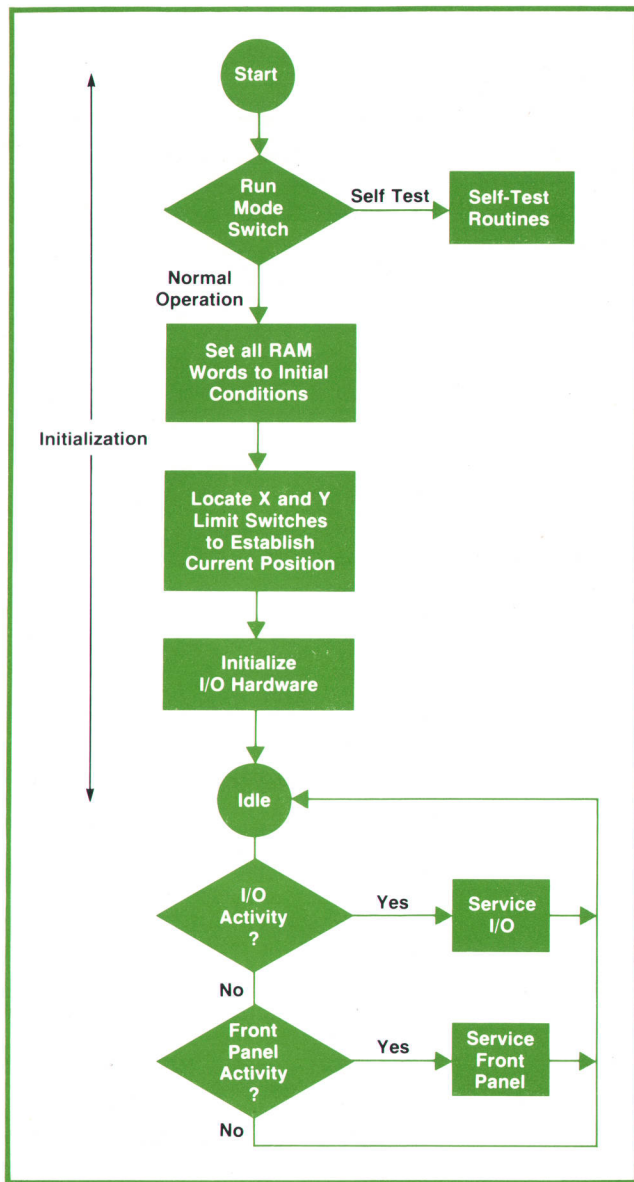 Start
Run
Mode
Switch
Self Test
Self-Test
Routines
Normal
Operation
Set all RAM
Words to Initial
Conditions
Initialization
Locate X and Y
Limit Switches
to Establish
Current Position
Initialize
I/O Hardware
Idle
I/O
Activity
?
Yes
Service
I/O
No
Front
Panel
Activity
?
Yes
Service
Front
Panel
No